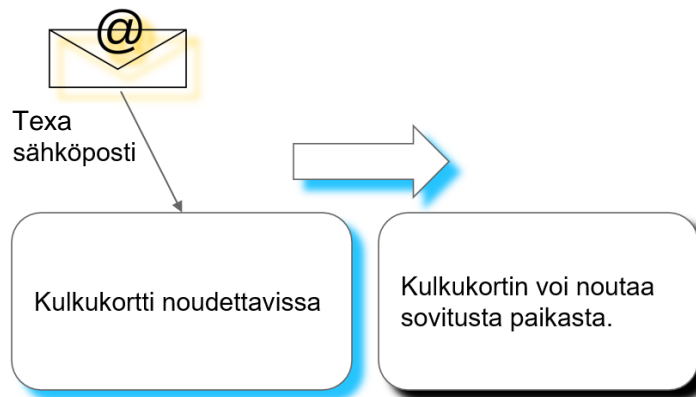 @
Texa
sähköposti
Kulkukortti noudettavissa
Kulkukortin voi noutaa
sovitusta paikasta.